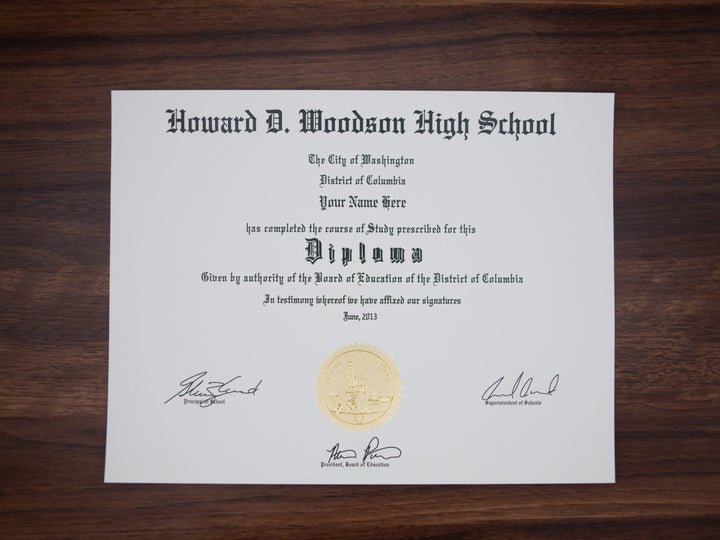 Howard D. Woodson High School
The City of Washington
District of Columbia
Your Name Here
has completed the course of Study prescribed for this
Diploma
Given by authority of the Board of Education of the District of Columbia
In testimony whereof we have affixed our signatures
June, 2013
Principal of School
Superintendent of Schools
President, Board of Education